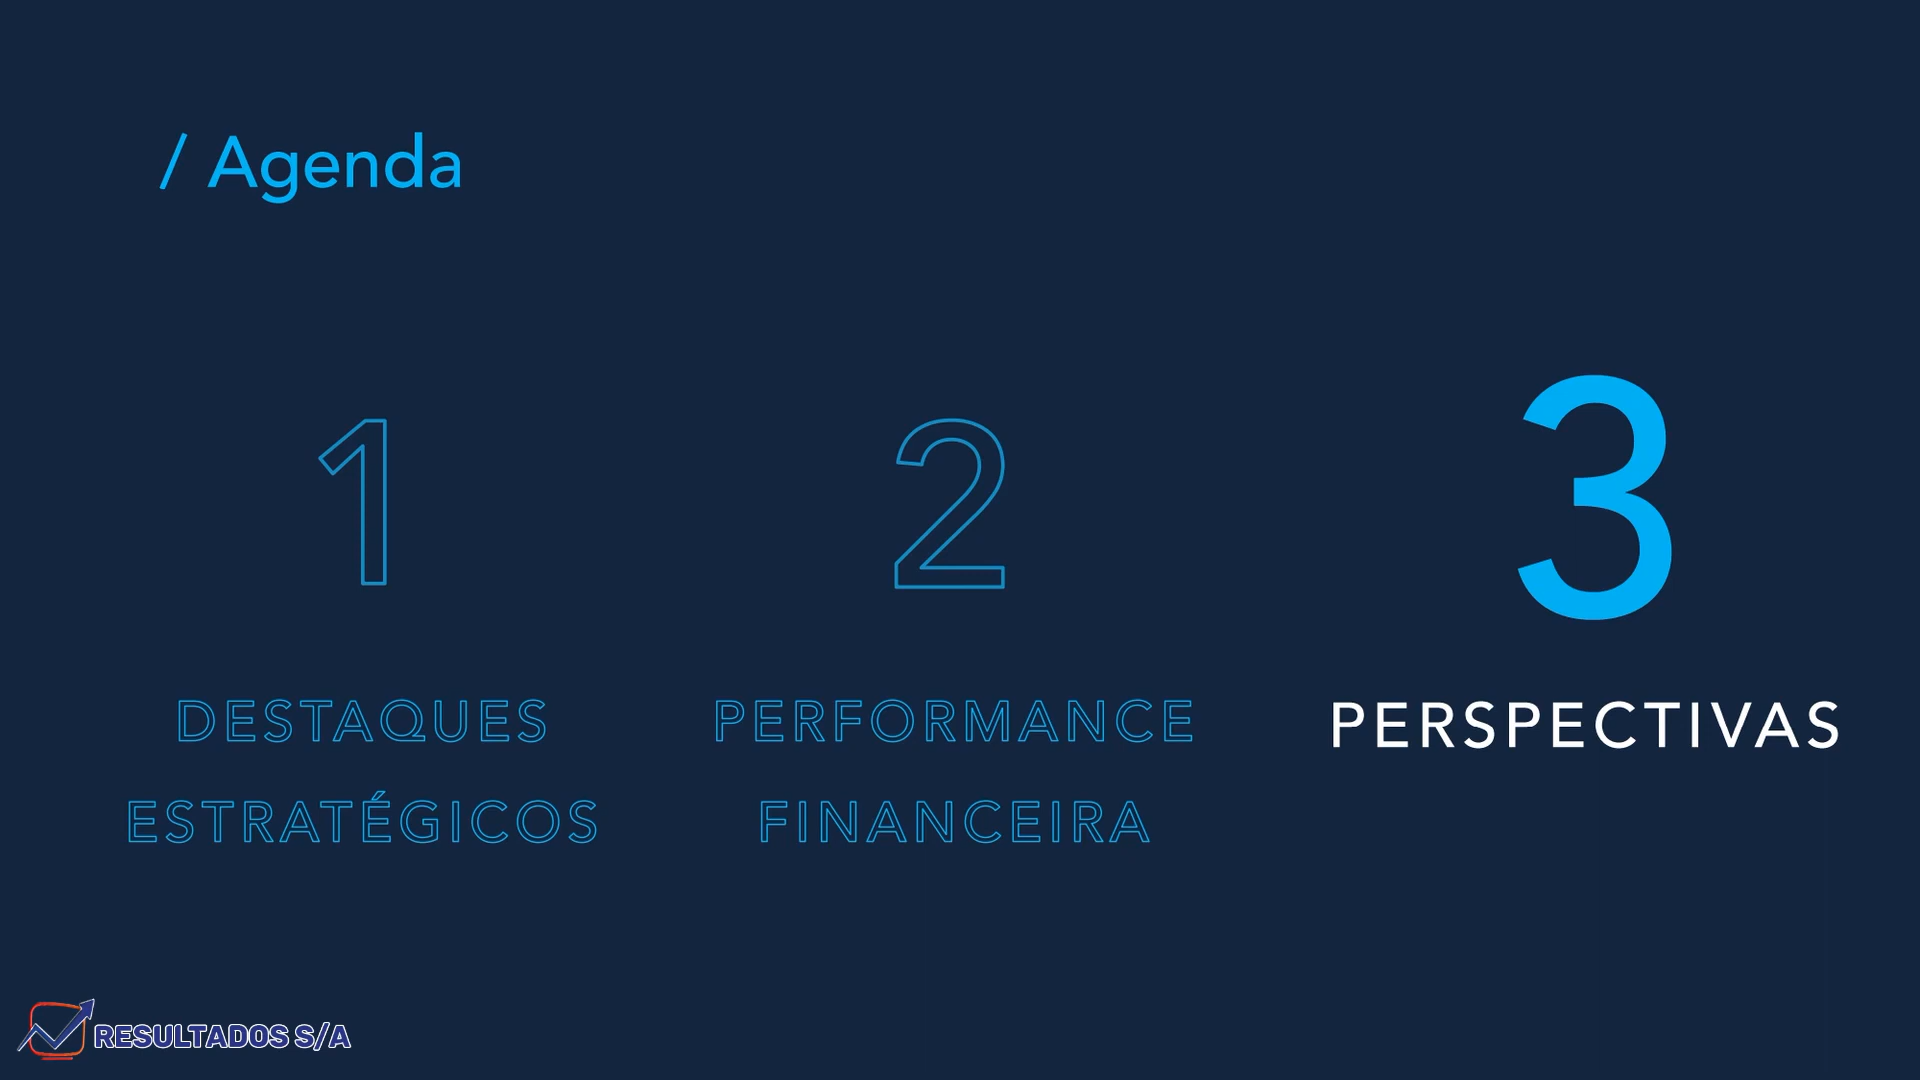 / Agenda
1
DESTAQUES
ESTRATÉGICOS
2
PERFORMANCE
FINANCEIRA
3
PERSPECTIVAS
RESULTADOS S/A